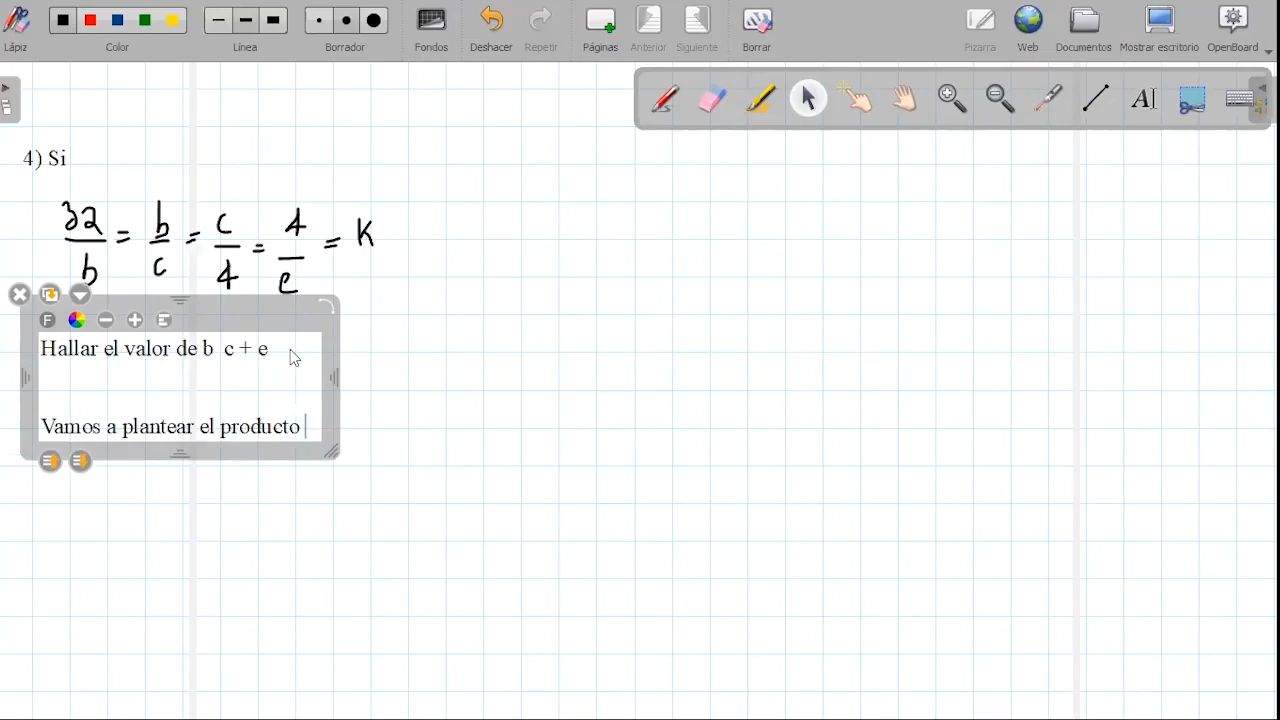 Lápiz Color Línea Borrador Fondos Deshacer Repetir Páginas Anterior Siguiente Borrar Pizarra Web Documentos Mostrar escritorio OpenBoard
A
4) Si
32/b = b/c = c/4 = 4/e = K
F
Hallar el valor de b c + e
Vamos a plantear el producto